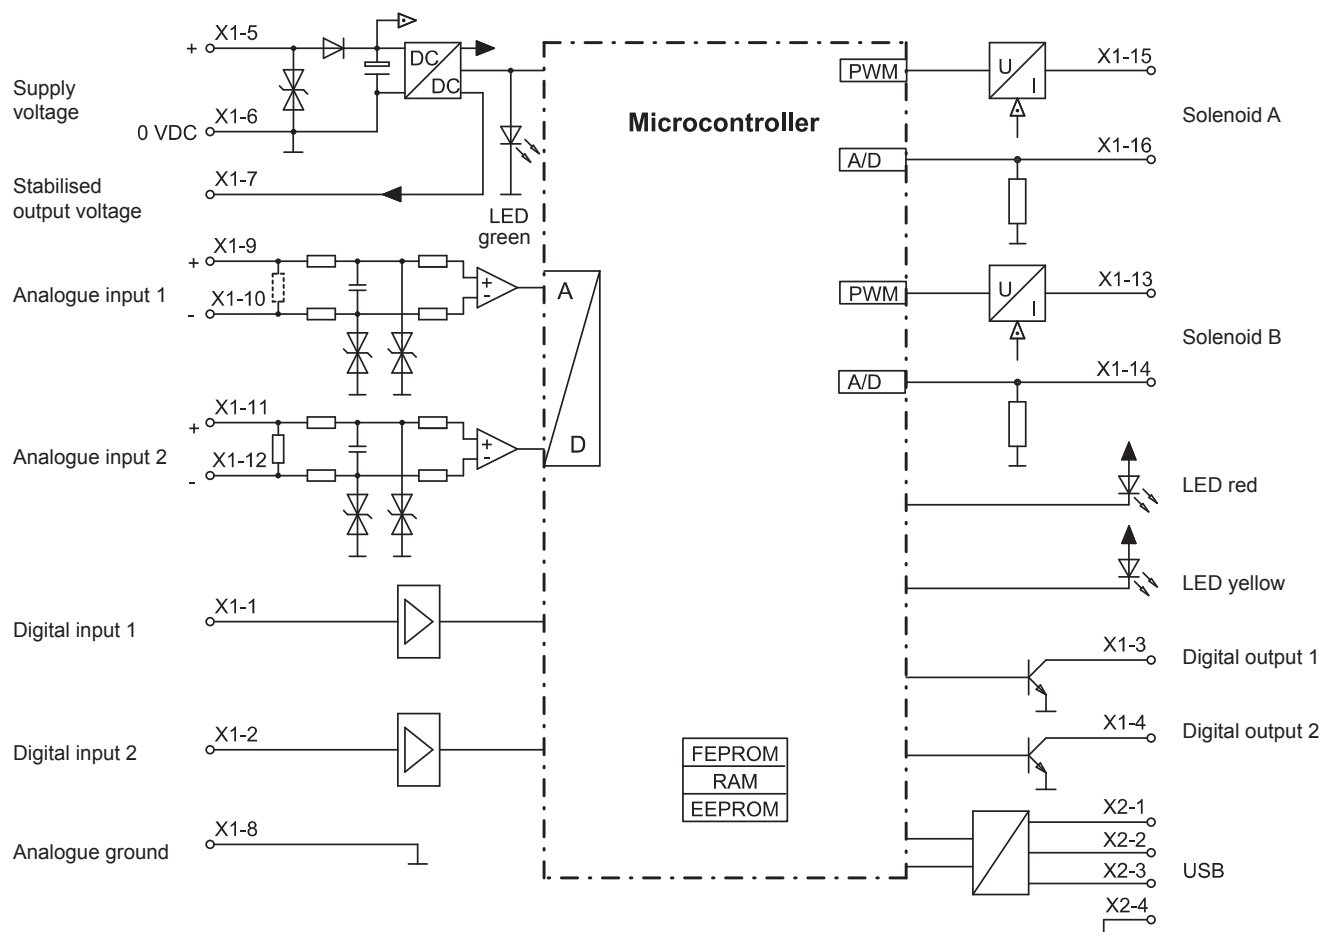 X1-5
+
DC
DC
Supply
voltage
X1-6
0 VDC
X1-7
Stabilised
output voltage
LED
green
X1-9
+
Analogue input 1
X1-10
-
+
-
A
D
X1-11
+
Analogue input 2
X1-12
-
+
-
Digital input 1
X1-1
Digital input 2
X1-2
Analogue ground
X1-8
Microcontroller
FEPROM
RAM
EEPROM
PWM
U
I
X1-15
Solenoid A
A/D
X1-16
PWM
U
I
X1-13
Solenoid B
A/D
X1-14
LED red
LED yellow
X1-3
Digital output 1
X1-4
Digital output 2
X2-1
X2-2
X2-3
USB
X2-4